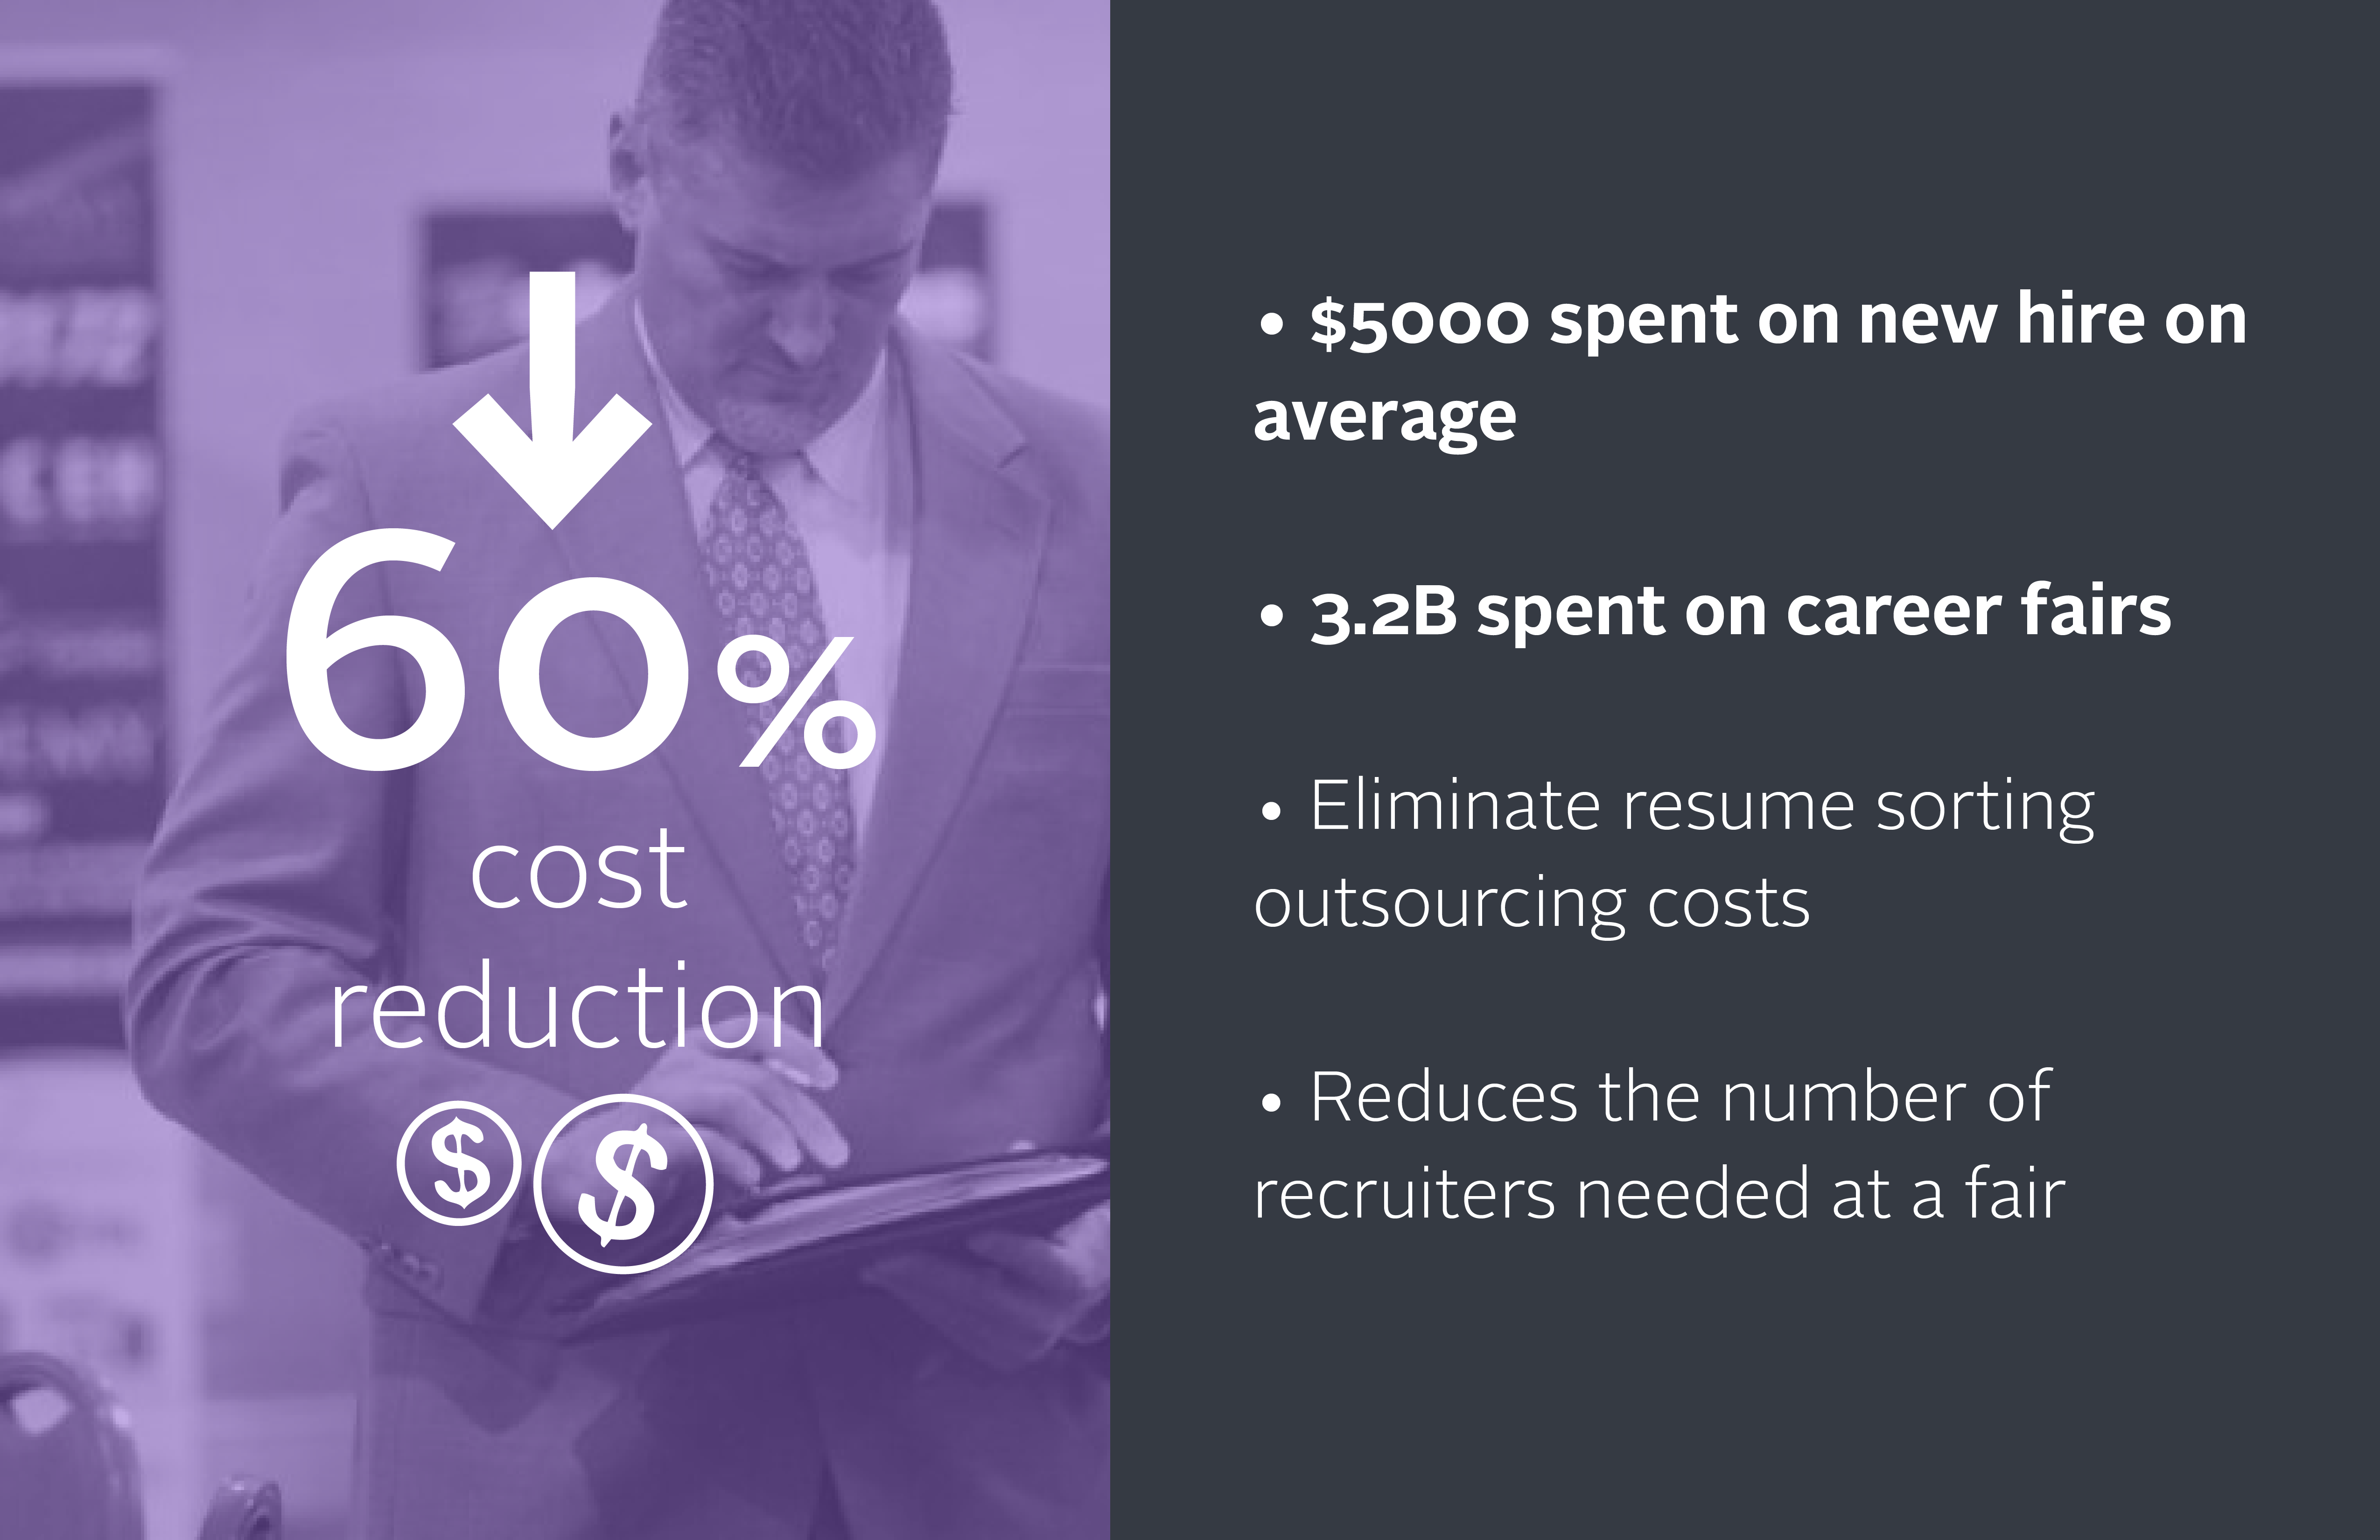 60%
cost
reduction
$ $
• $5000 spent on new hire on
average
• 3.2B spent on career fairs
• Eliminate resume sorting
outsourcing costs
• Reduces the number of
recruiters needed at a fair